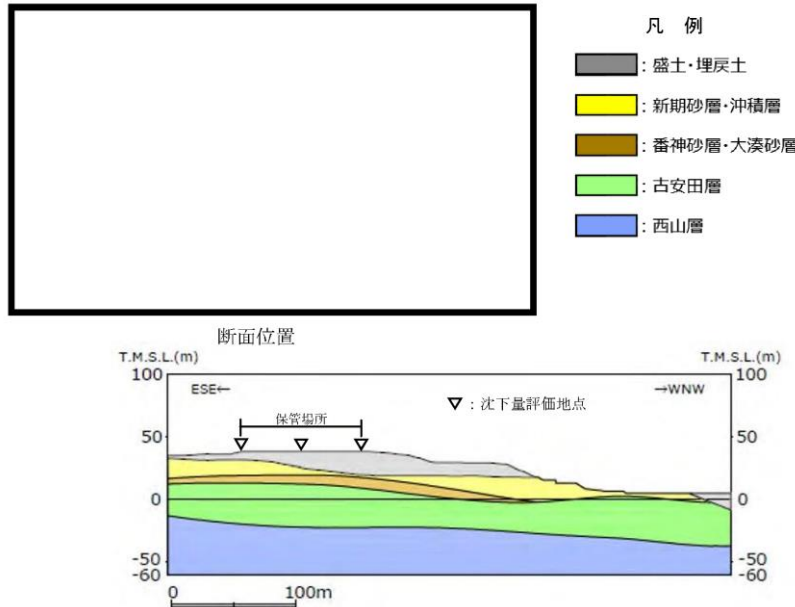 凡 例
: 盛土・埋戻土
: 新期砂層・沖積層
: 番神砂層・大湊砂層
: 古安田層
: 西山層
断面位置
T.M.S.L.(m)
T.M.S.L.(m)
100
100
ESE←
→WNW
保管場所
▽ : 沈下量評価地点
50
50
0
0
-50
-50
-60
-60
0
100m